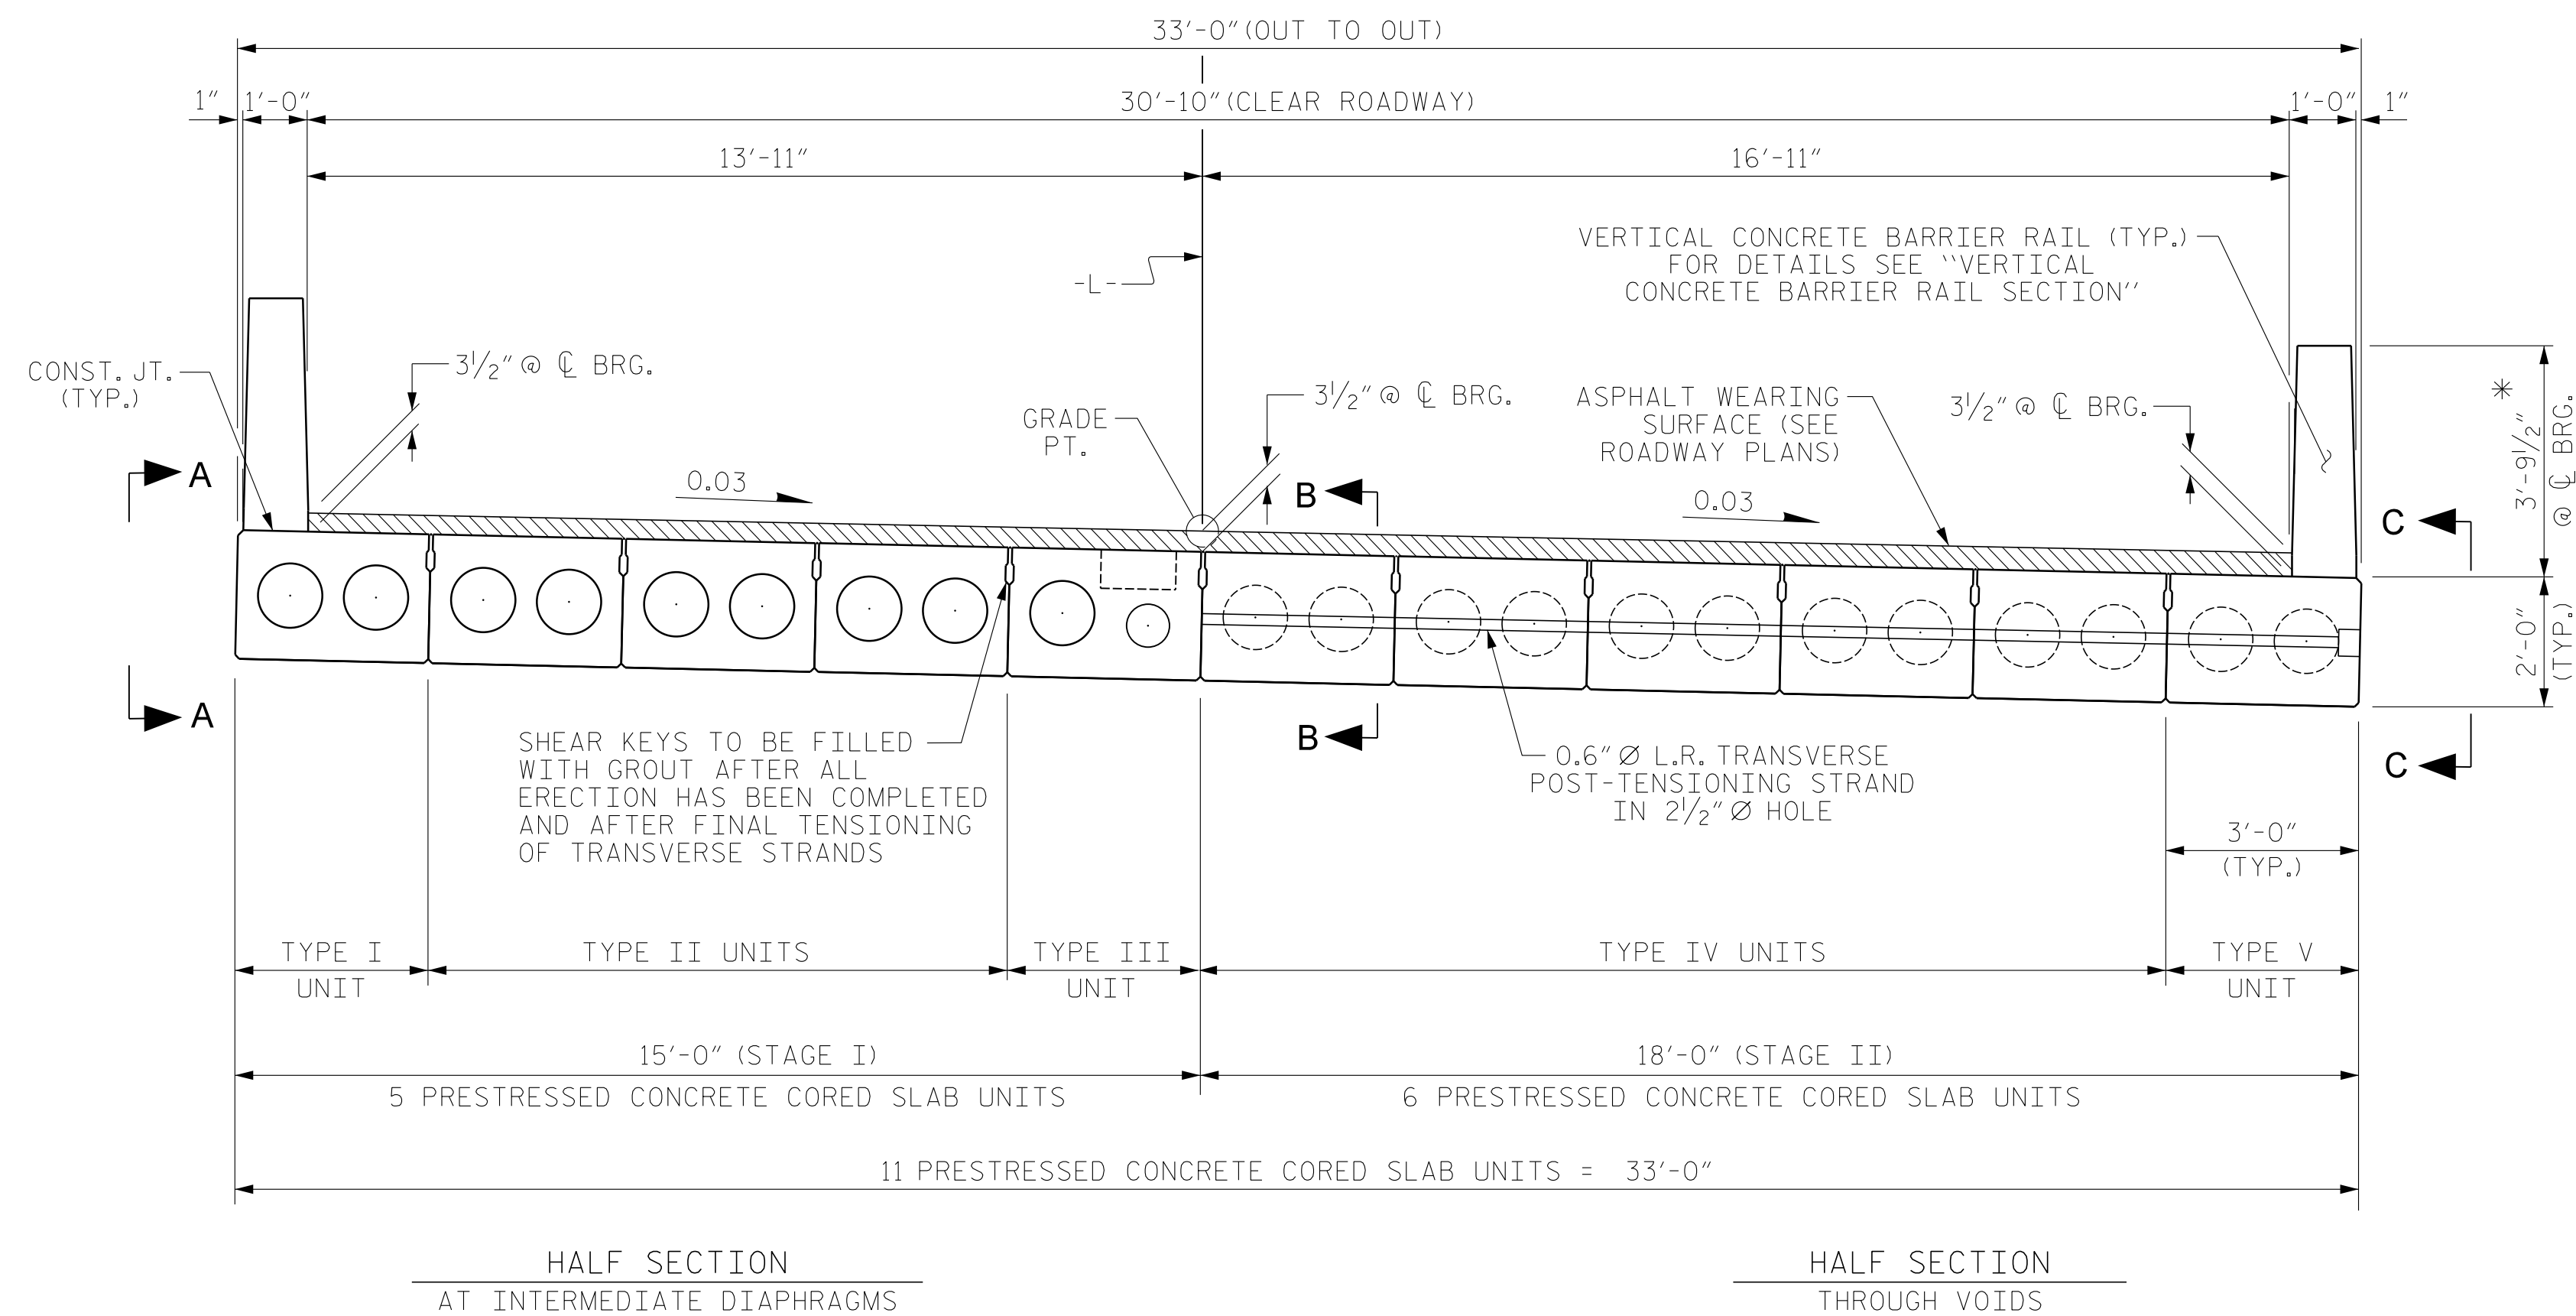 33'-0" (OUT TO OUT)
1" 1'-0" 30'-10" (CLEAR ROADWAY) 1'-0" 1"
13'-11" 16'-11"
VERTICAL CONCRETE BARRIER RAIL (TYP.)
FOR DETAILS SEE "VERTICAL
CONCRETE BARRIER RAIL SECTION"
-L-
CONST. JT.
(TYP.)
3½" @ ℄ BRG.
GRADE
PT.
3½" @ ℄ BRG.
ASPHALT WEARING
SURFACE (SEE
ROADWAY PLANS)
3½" @ ℄ BRG.
*
3'-9½"
@ ℄ BRG.
A
0.03
B
0.03
C
2'-0"
(TYP.)
A
B
C
SHEAR KEYS TO BE FILLED
WITH GROUT AFTER ALL
ERECTION HAS BEEN COMPLETED
AND AFTER FINAL TENSIONING
OF TRANSVERSE STRANDS
0.6" Ø L.R. TRANSVERSE
POST-TENSIONING STRAND
IN 2½" Ø HOLE
3'-0"
(TYP.)
TYPE I
UNIT
TYPE II UNITS
TYPE III
UNIT
TYPE IV UNITS
TYPE V
UNIT
15'-0" (STAGE I)
5 PRESTRESSED CONCRETE CORED SLAB UNITS
18'-0" (STAGE II)
6 PRESTRESSED CONCRETE CORED SLAB UNITS
11 PRESTRESSED CONCRETE CORED SLAB UNITS = 33'-0"
HALF SECTION
AT INTERMEDIATE DIAPHRAGMS
HALF SECTION
THROUGH VOIDS